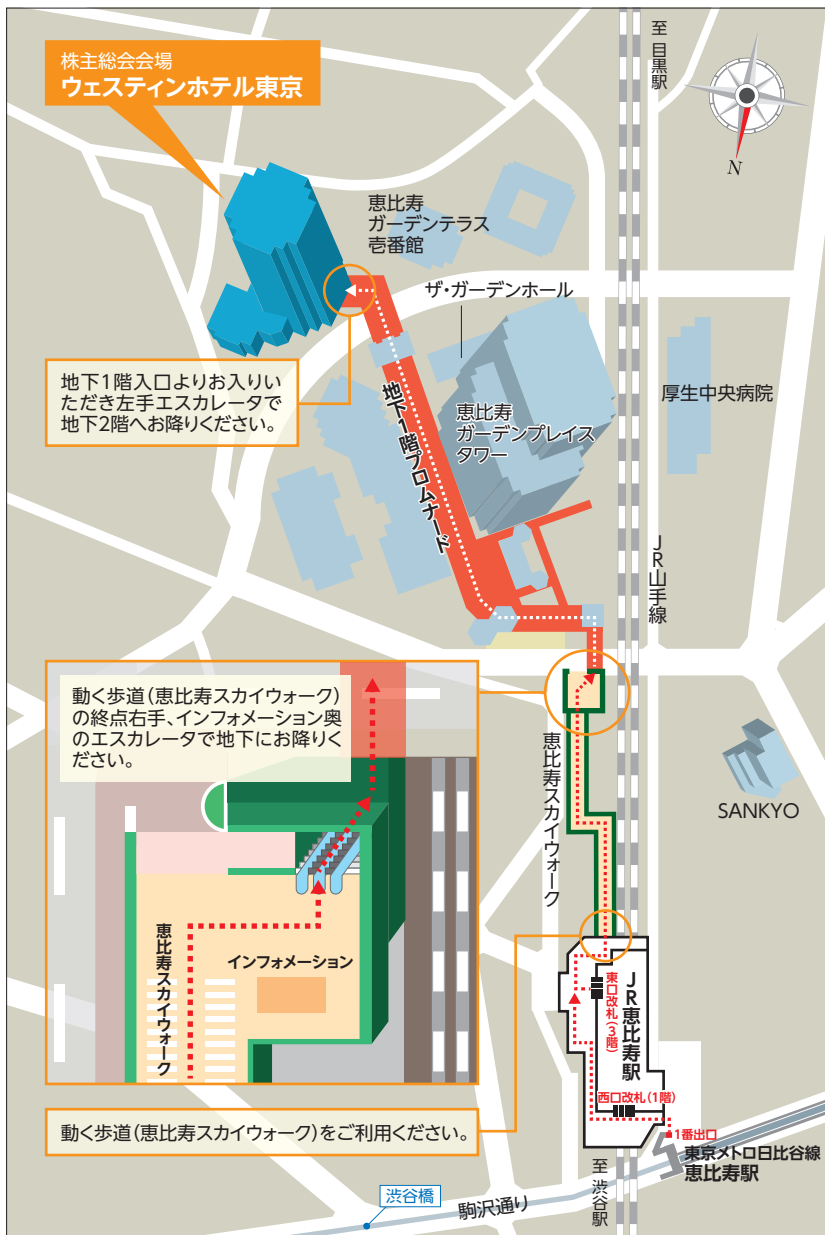 株主総会会場
ウェスティンホテル東京
至 目黒駅
N
恵比寿
ガーデンテラス
壱番館
ザ・ガーデンホール
地下1階入口よりお入りい
ただき左手エスカレータで
地下2階へお降りください。
地下1階プロムナード
恵比寿
ガーデンプレイス
タワー
厚生中央病院
JR山手線
動く歩道(恵比寿スカイウォーク)
の終点右手、インフォメーション奥
のエスカレータで地下にお降りく
ださい。
恵比寿スカイウォーク
SANKYO
恵比寿スカイウォーク
インフォメーション
東口改札(3階)
JR恵比寿駅
西口改札(1階)
動く歩道(恵比寿スカイウォーク)をご利用ください。
1番出口
東京メトロ日比谷線
恵比寿駅
至 渋谷駅
渋谷橋
駒沢通り